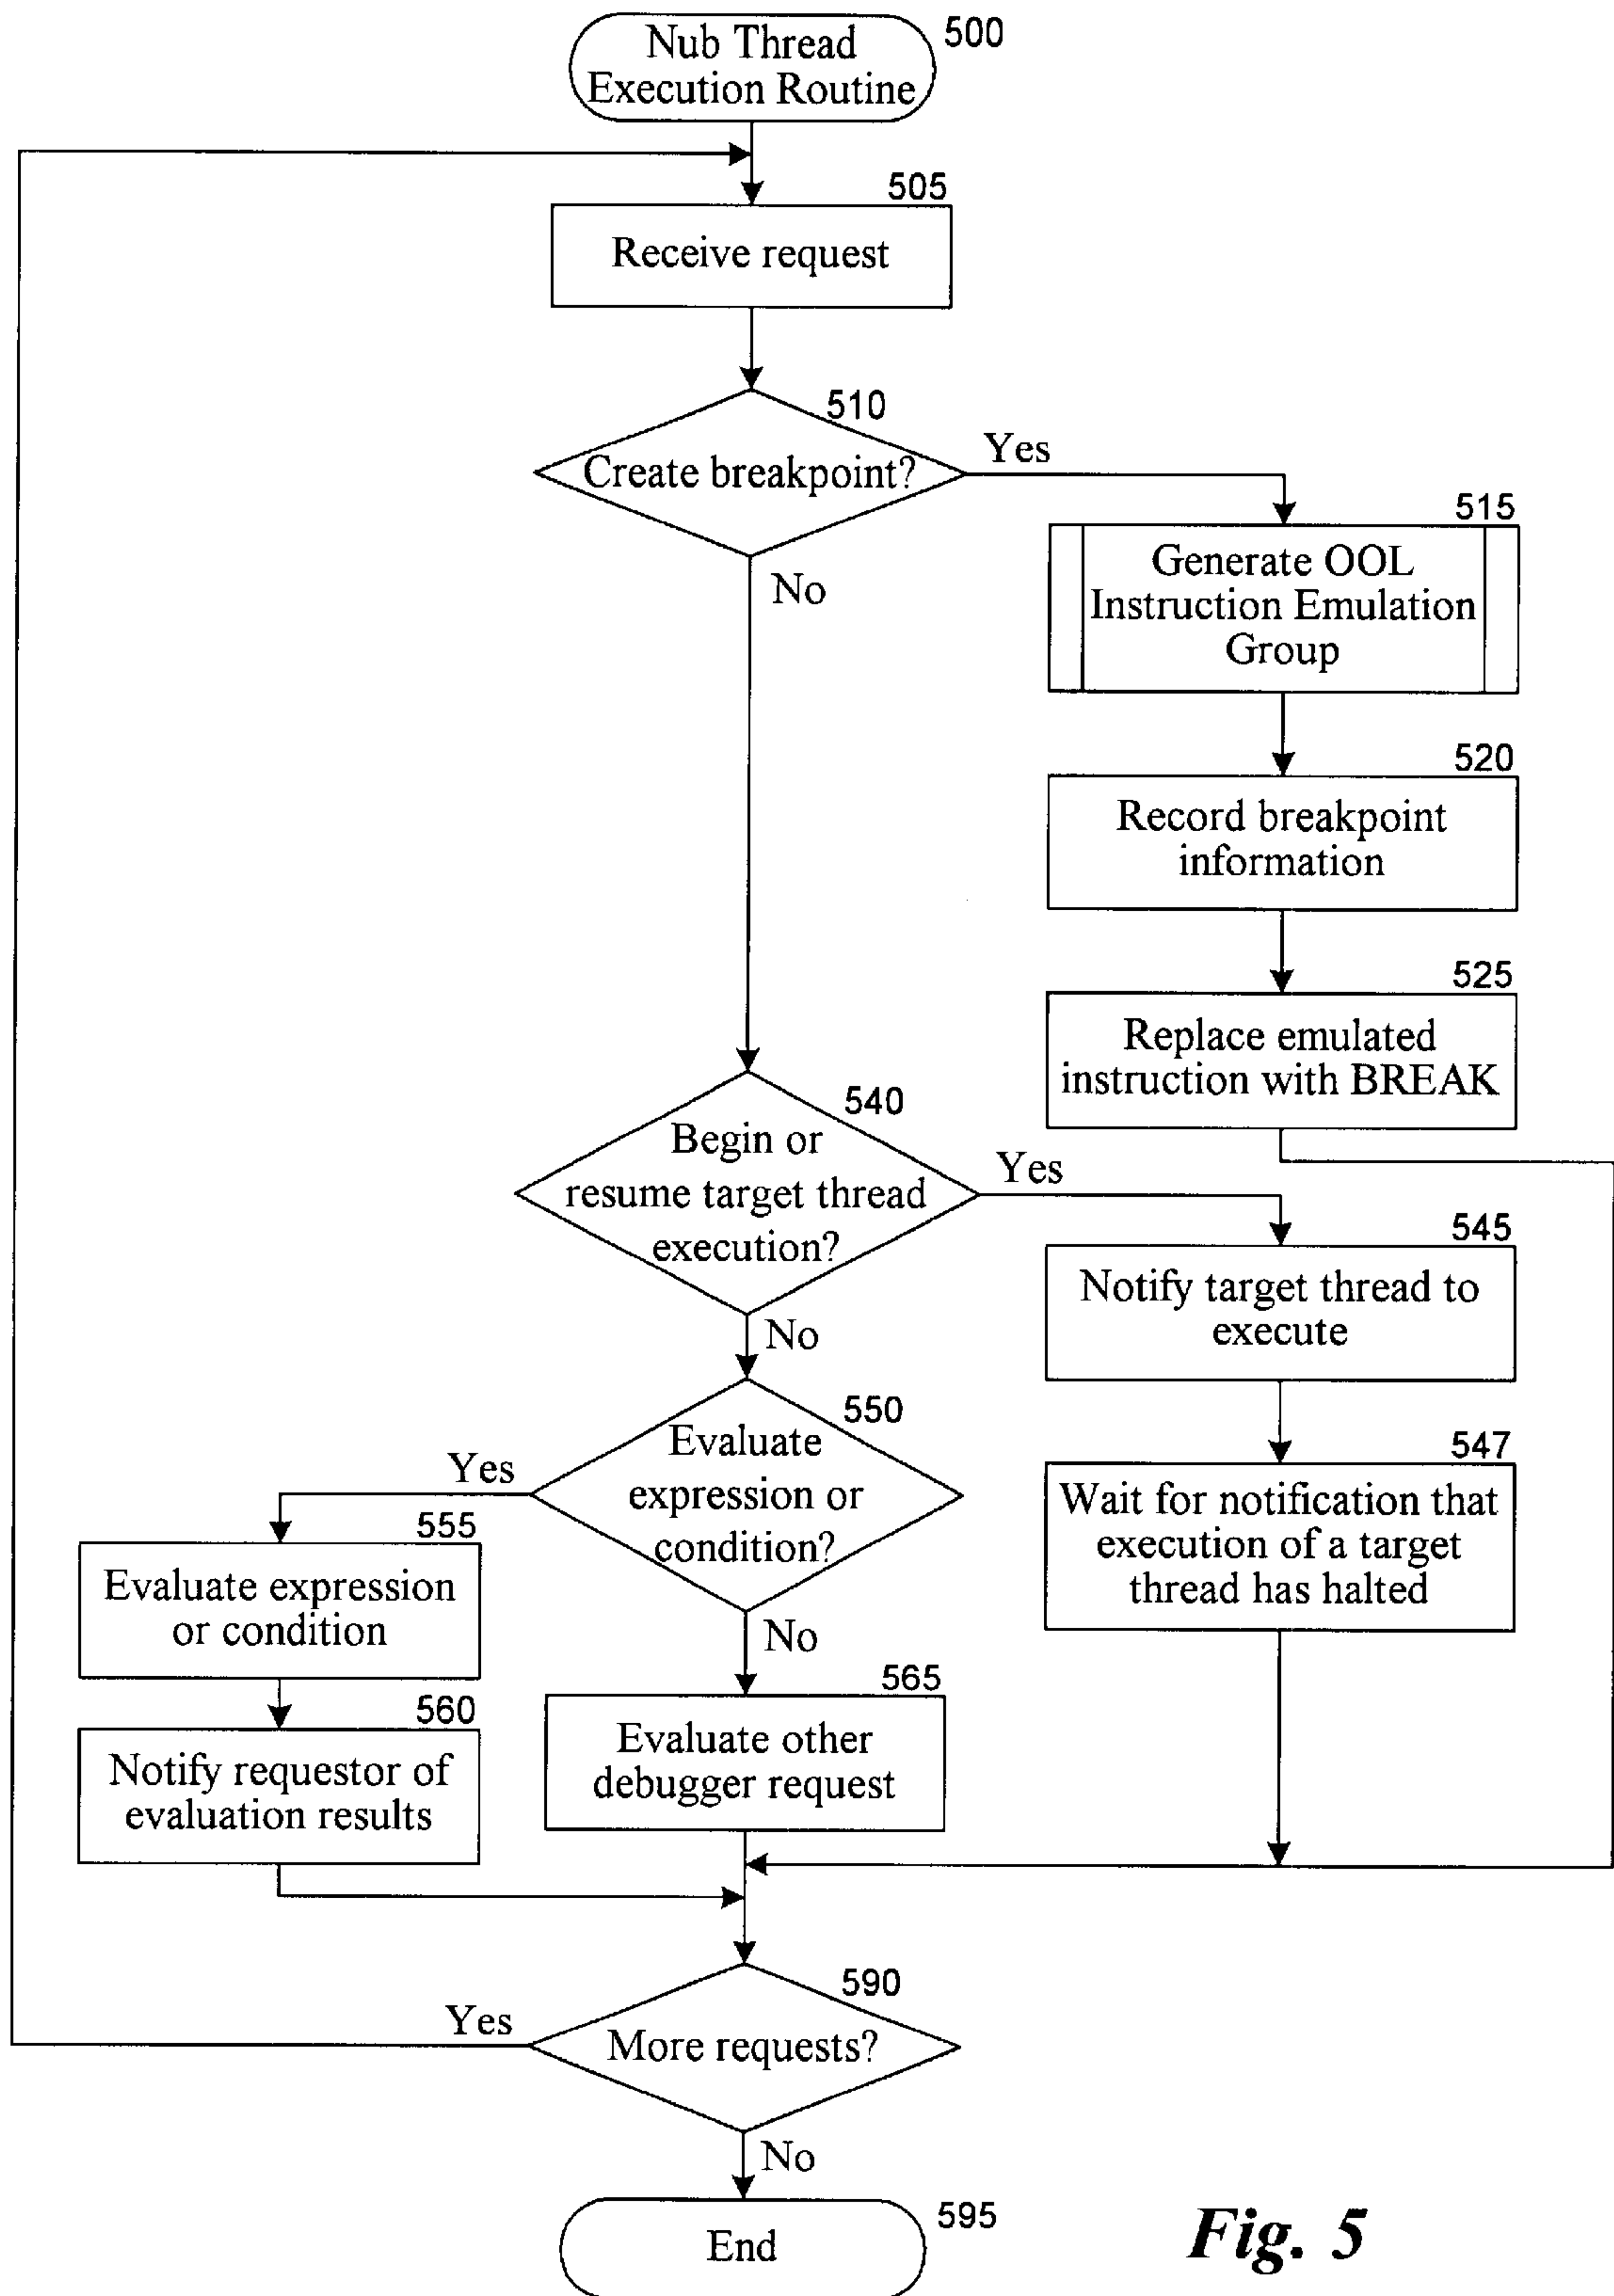 Nub Thread
Execution Routine
500
505
Receive request
510
Create breakpoint?
Yes
No
515
Generate OOL
Instruction Emulation
Group
520
Record breakpoint
information
525
Replace emulated
instruction with BREAK
540
Begin or
resume target thread
execution?
Yes
No
545
Notify target thread to
execute
547
Wait for notification that
execution of a target
thread has halted
550
Evaluate
expression or
condition?
Yes
No
555
Evaluate expression
or condition
560
Notify requestor of
evaluation results
565
Evaluate other
debugger request
590
More requests?
Yes
No
595
End
Fig. 5